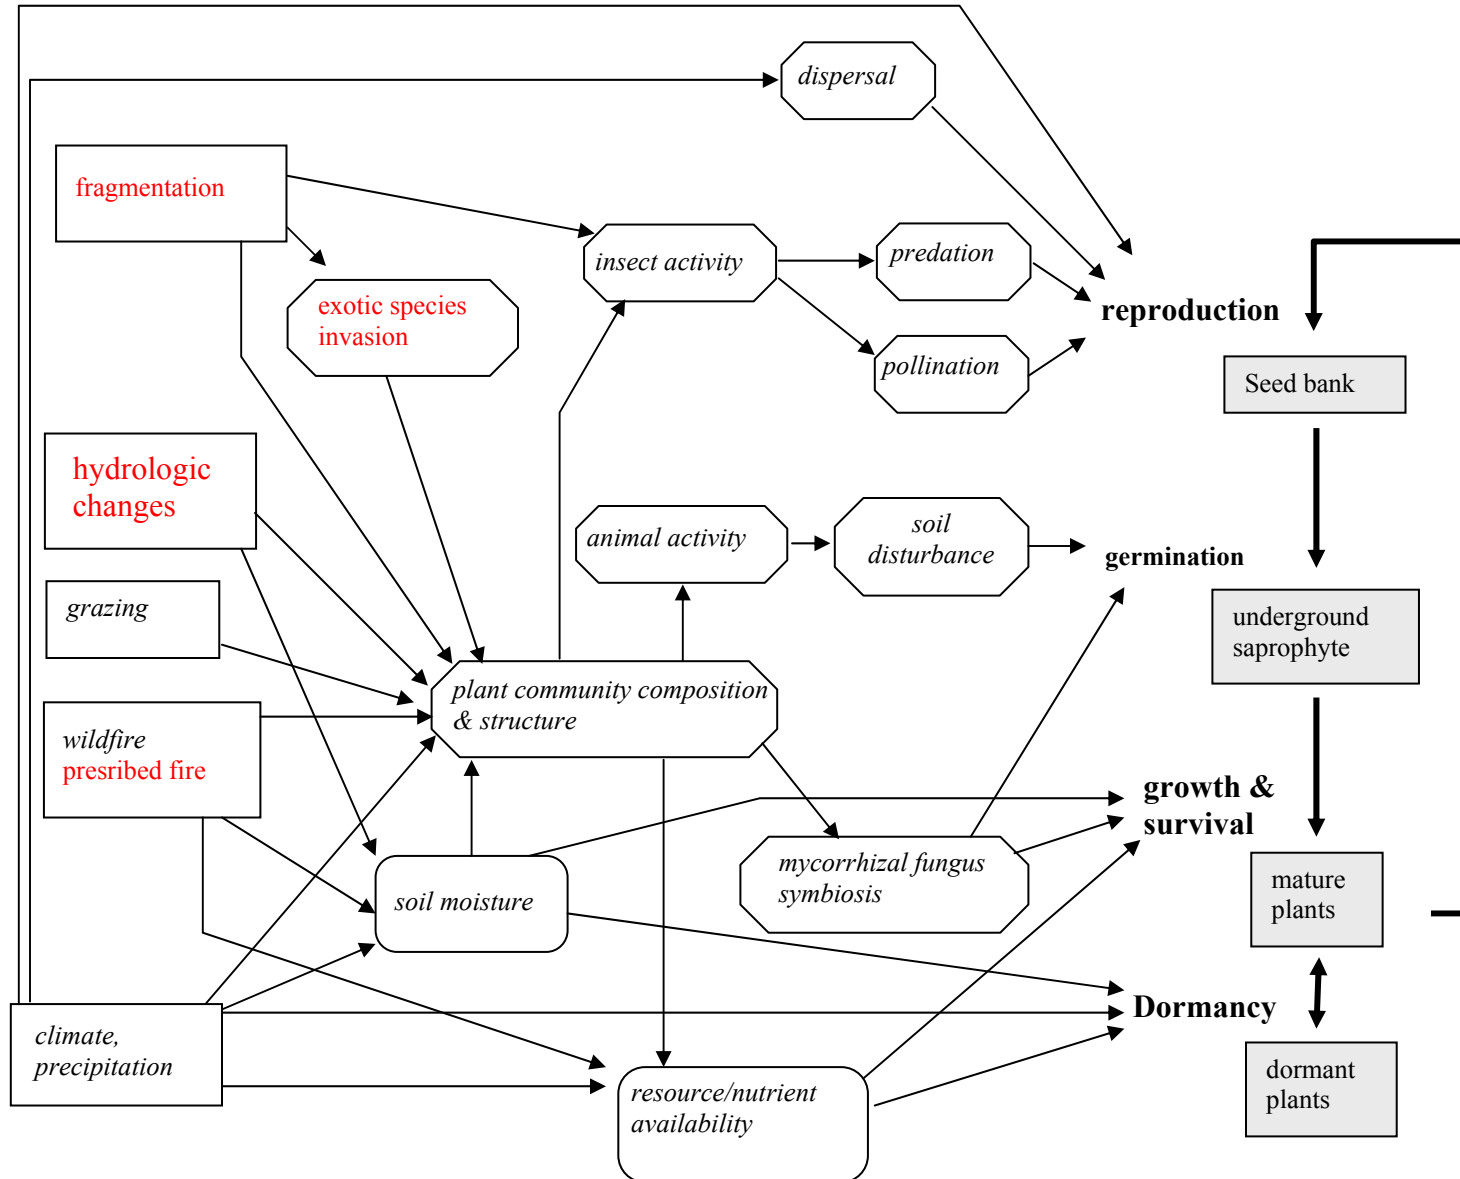 dispersal
fragmentation
insect activity
predation
exotic species
invasion
reproduction
pollination
Seed bank
hydrologic
changes
animal activity
soil
disturbance
germination
grazing
underground
saprophyte
plant community composition
& structure
wildfire
presribed fire
growth &
survival
mycorrhizal fungus
symbiosis
mature
plants
soil moisture
Dormancy
climate,
precipitation
resource/nutrient
availability
dormant
plants